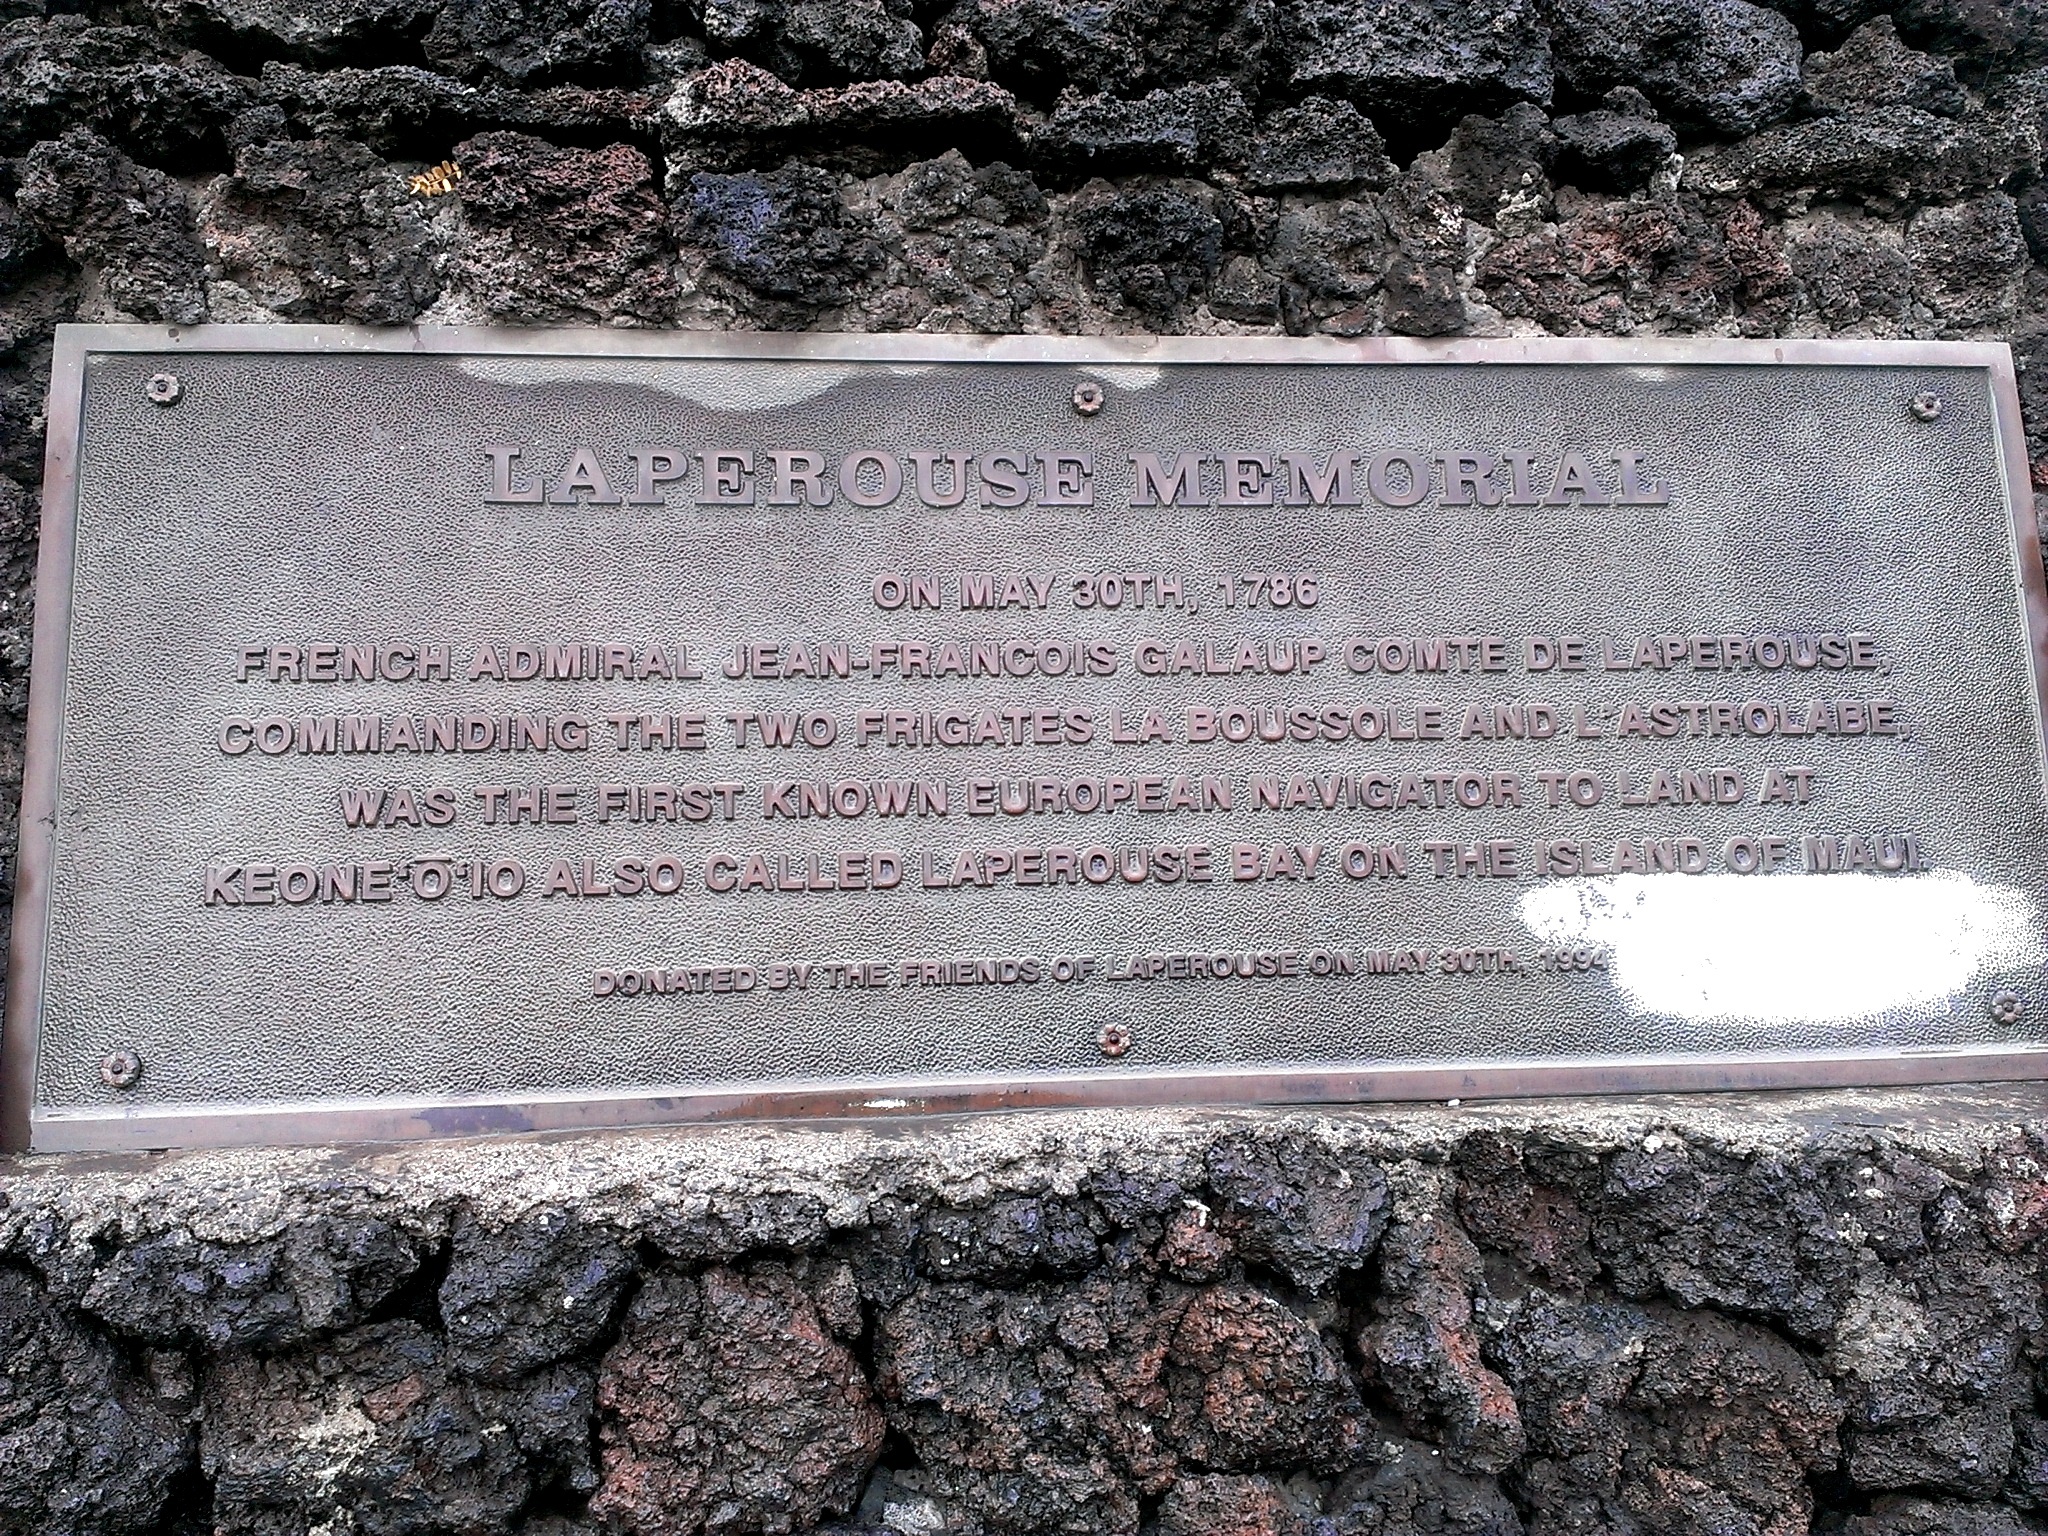 LAPEROUSE MEMORIAL
ON MAY 30TH, 1786
FRENCH ADMIRAL JEAN-FRANCOIS GALAUP COMTE DE LAPEROUSE,
COMMANDING THE TWO FRIGATES LA BOUSSOLE AND L'ASTROLABE,
WAS THE FIRST KNOWN EUROPEAN NAVIGATOR TO LAND AT
KEONE‘Ō‘IO ALSO CALLED LAPEROUSE BAY ON THE ISLAND OF MAUI.
DONATED BY THE FRIENDS OF LAPEROUSE ON MAY 30TH, 1994